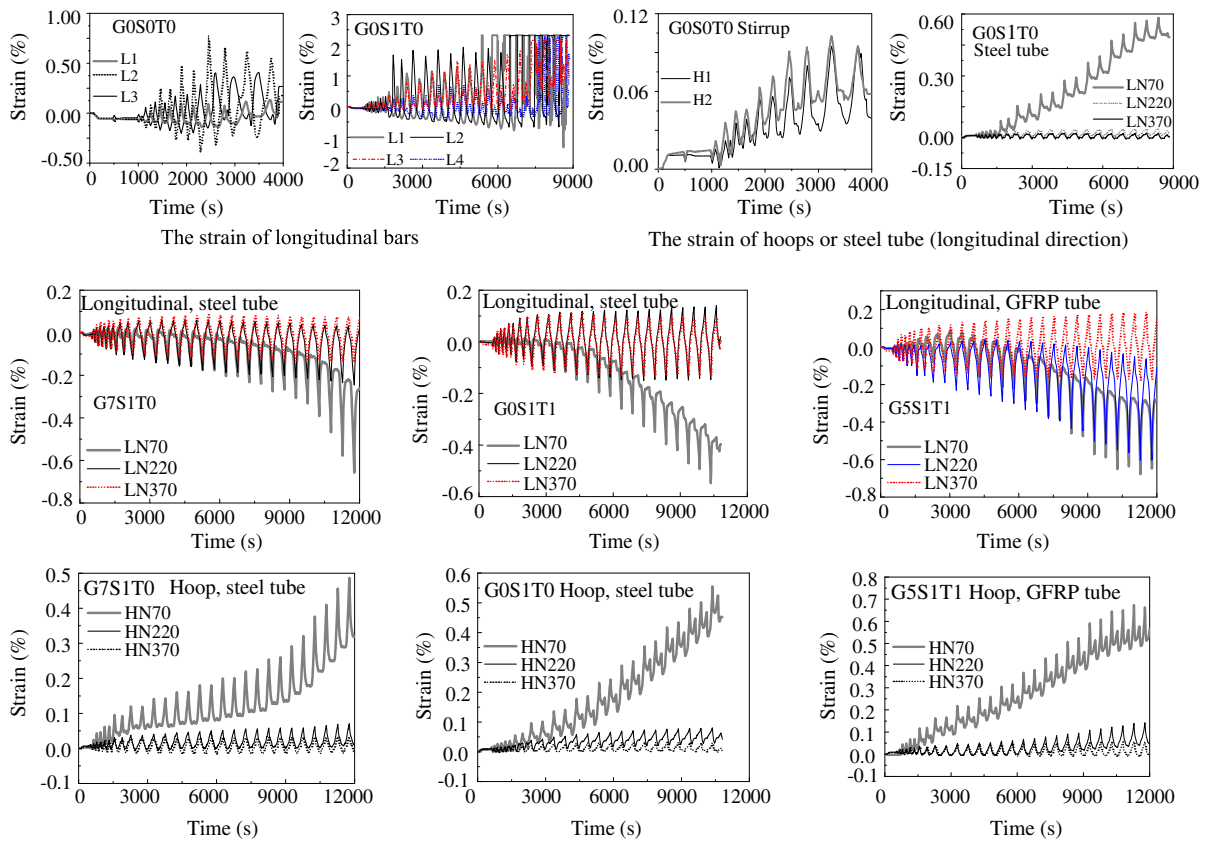 G0S0T0
L1
L2
L3
Strain (%)
1.00
0.50
0.00
-0.50
0 1000 2000 3000 4000
Time (s)
G0S1T0
L1 L2
L3 L4
Strain (%)
3
2
1
0
-1
-2
0 3000 6000 9000
Time (s)
The strain of longitudinal bars
G0S0T0 Stirrup
H1
H2
Strain (%)
0.12
0.09
0.06
0.03
0.00
0 1000 2000 3000 4000
Time (s)
G0S1T0
Steel tube
LN70
LN220
LN370
Strain (%)
0.60
0.45
0.30
0.15
0.00
-0.15
0 3000 6000 9000
Time (s)
The strain of hoops or steel tube (longitudinal direction)
Longitudinal, steel tube
G7S1T0
LN70
LN220
LN370
Strain (%)
0.2
0.0
-0.2
-0.4
-0.6
-0.8
0 3000 6000 9000 12000
Time (s)
Longitudinal, steel tube
G0S1T1
LN70
LN220
LN370
Strain (%)
0.2
0.0
-0.2
-0.4
-0.6
0 3000 6000 9000 12000
Time (s)
Longitudinal, GFRP tube
G5S1T1
LN70
LN220
LN370
Strain (%)
0.2
0.0
-0.2
-0.4
-0.6
-0.8
0 3000 6000 9000 12000
Time (s)
G7S1T0 Hoop, steel tube
HN70
HN220
HN370
Strain (%)
0.5
0.4
0.3
0.2
0.1
0.0
-0.1
0 3000 6000 9000 12000
Time (s)
G0S1T0 Hoop, steel tube
HN70
HN220
HN370
Strain (%)
0.6
0.5
0.4
0.3
0.2
0.1
0.0
-0.1
0 3000 6000 9000 12000
Time (s)
G5S1T1 Hoop, GFRP tube
HN70
HN220
HN370
Strain (%)
0.8
0.7
0.6
0.5
0.4
0.3
0.2
0.1
0.0
-0.1
0 3000 6000 9000 12000
Time (s)